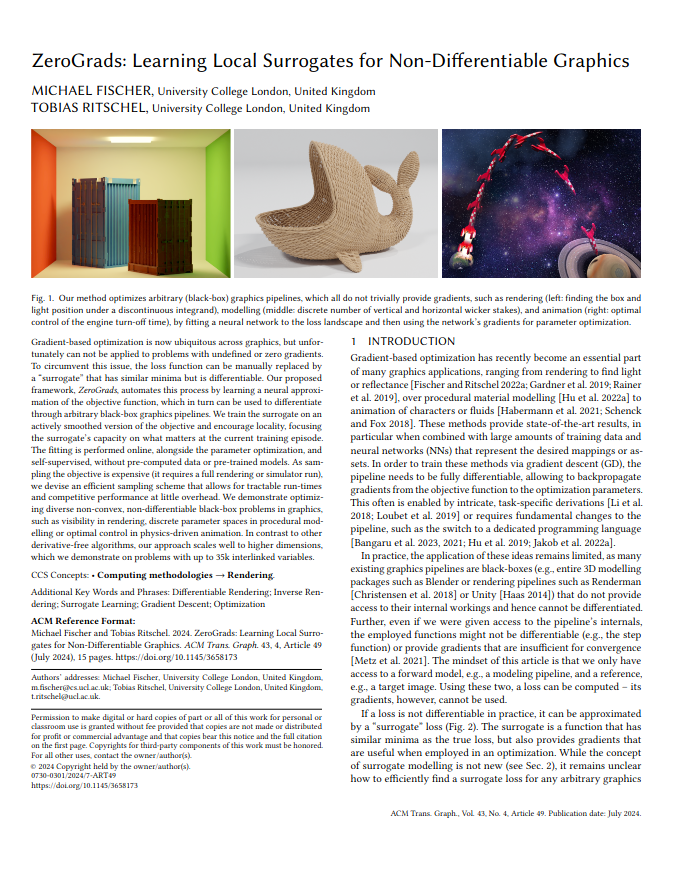 ZeroGrads: Learning Local Surrogates for Non-Differentiable Graphics
MICHAEL FISCHER, University College London, United Kingdom
TOBIAS RITSCHEL, University College London, United Kingdom
Fig. 1. Our method optimizes arbitrary (black-box) graphics pipelines, which all do not trivially provide gradients, such as rendering (left: finding the box and
light position under a discontinuous integrand), modelling (middle: discrete number of vertical and horizontal wicker stakes), and animation (right: optimal
control of the engine turn-off time), by fitting a neural network to the loss landscape and then using the network's gradients for parameter optimization.
Gradient-based optimization is now ubiquitous across graphics, but unfor-
tunately can not be applied to problems with undefined or zero gradients.
To circumvent this issue, the loss function can be manually replaced by
a "surrogate" that has similar minima but is differentiable. Our proposed
framework, ZeroGrads, automates this process by learning a neural approxi-
mation of the objective function, which in turn can be used to differentiate
through arbitrary black-box graphics pipelines. We train the surrogate on an
actively smoothed version of the objective and encourage locality, focusing
the surrogate's capacity on what matters at the current training episode.
The fitting is performed online, alongside the parameter optimization, and
self-supervised, without pre-computed data or pre-trained models. As sam-
pling the objective is expensive (it requires a full rendering or simulator run),
we devise an efficient sampling scheme that allows for tractable run-times
and competitive performance at little overhead. We demonstrate optimiz-
ing diverse non-convex, non-differentiable black-box problems in graphics,
such as visibility in rendering, discrete parameter spaces in procedural mod-
elling or optimal control in physics-driven animation. In contrast to other
derivative-free algorithms, our approach scales well to higher dimensions,
which we demonstrate on problems with up to 35k interlinked variables.
CCS Concepts: • Computing methodologies → Rendering.
Additional Key Words and Phrases: Differentiable Rendering; Inverse Ren-
dering; Surrogate Learning; Gradient Descent; Optimization
ACM Reference Format:
Michael Fischer and Tobias Ritschel. 2024. ZeroGrads: Learning Local Surro-
gates for Non-Differentiable Graphics. ACM Trans. Graph. 43, 4, Article 49
(July 2024), 15 pages. https://doi.org/10.1145/3658173
Authors' addresses: Michael Fischer, University College London, United Kingdom,
m.fischer@cs.ucl.ac.uk; Tobias Ritschel, University College London, United Kingdom,
t.ritschel@ucl.ac.uk.
Permission to make digital or hard copies of part or all of this work for personal or
classroom use is granted without fee provided that copies are not made or distributed
for profit or commercial advantage and that copies bear this notice and the full citation
on the first page. Copyrights for third-party components of this work must be honored.
For all other uses, contact the owner/author(s).
© 2024 Copyright held by the owner/author(s).
0730-0301/2024/7-ART49
https://doi.org/10.1145/3658173
1 INTRODUCTION
Gradient-based optimization has recently become an essential part
of many graphics applications, ranging from rendering to find light
or reflectance [Fischer and Ritschel 2022a; Gardner et al. 2019; Rainer
et al. 2019], over procedural material modelling [Hu et al. 2022a] to
animation of characters or fluids [Habermann et al. 2021; Schenck
and Fox 2018]. These methods provide state-of-the-art results, in
particular when combined with large amounts of training data and
neural networks (NNs) that represent the desired mappings or as-
sets. In order to train these methods via gradient descent (GD), the
pipeline needs to be fully differentiable, allowing to backpropagate
gradients from the objective function to the optimization parameters.
This often is enabled by intricate, task-specific derivations [Li et al.
2018; Loubet et al. 2019] or requires fundamental changes to the
pipeline, such as the switch to a dedicated programming language
[Bangaru et al. 2023, 2021; Hu et al. 2019; Jakob et al. 2022a].
In practice, the application of these ideas remains limited, as many
existing graphics pipelines are black-boxes (e.g., entire 3D modelling
packages such as Blender or rendering pipelines such as Renderman
[Christensen et al. 2018] or Unity [Haas 2014]) that do not provide
access to their internal workings and hence cannot be differentiated.
Further, even if we were given access to the pipeline's internals,
the employed functions might not be differentiable (e.g., the step
function) or provide gradients that are insufficient for convergence
[Metz et al. 2021]. The mindset of this article is that we only have
access to a forward model, e.g., a modeling pipeline, and a reference,
e.g., a target image. Using these two, a loss can be computed – its
gradients, however, cannot be used.
If a loss is not differentiable in practice, it can be approximated
by a "surrogate" loss (Fig. 2). The surrogate is a function that has
similar minima as the true loss, but also provides gradients that
are useful when employed in an optimization. While the concept
of surrogate modelling is not new (see Sec. 2), it remains unclear
how to efficiently find a surrogate loss for any arbitrary graphics
ACM Trans. Graph., Vol. 43, No. 4, Article 49. Publication date: July 2024.